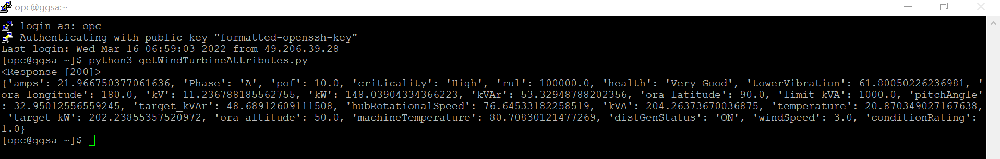 opc@ggsa:~
login as: opc
Authenticating with public key "formatted-openssh-key"
Last login: Wed Mar 16 06:59:03 2022 from 49.206.39.28
[opc@ggsa ~]$ python3 getWindTurbineAttributes.py
<Response [200]>
{'amps': 21.966750377061636, 'Phase': 'A', 'pof': 10.0, 'criticality': 'High', 'rul': 100000.0, 'health': 'Very Good', 'towerVibration': 61.80050226236981, '
ora_longitude': 180.0, 'kV': 11.236788185562755, 'kW': 148.03904334366223, 'kVAr': 53.32948788202356, 'ora_latitude': 90.0, 'limit_kVA': 1000.0, 'pitchAngle'
: 32.95012556559245, 'target_kVAr': 48.68912609111508, 'hubRotationalSpeed': 76.64533182258519, 'kVA': 204.26373670036875, 'temperature': 20.870349027167638,
 'target_kW': 202.23855357520972, 'ora_altitude': 50.0, 'machineTemperature': 80.70830121477269, 'distGenStatus': 'ON', 'windSpeed': 3.0, 'conditionRating':
1.0}
[opc@ggsa ~]$